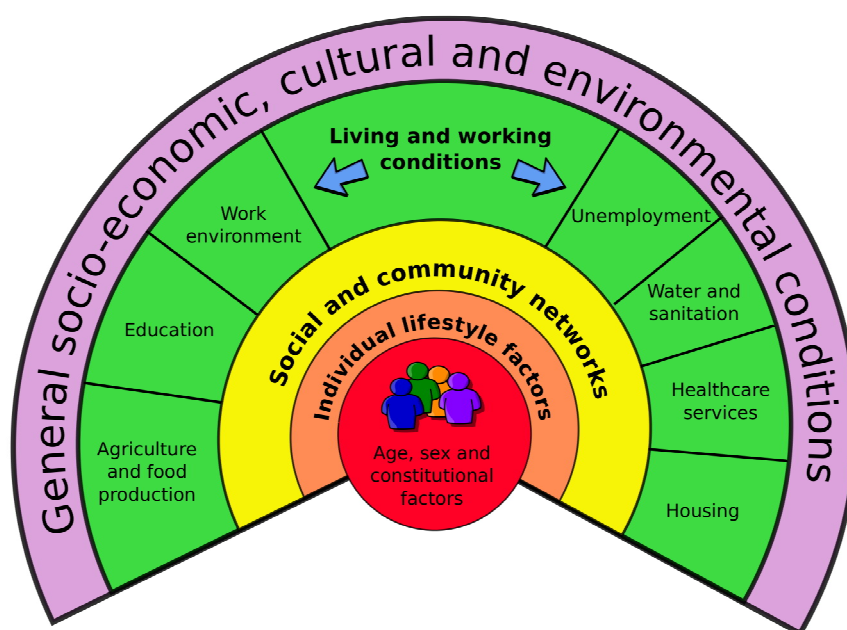 General socio-economic, cultural and environmental conditions
Living and working
conditions
Work
environment
Unemployment
Education
Water and
sanitation
Agriculture
and food
production
Healthcare
services
Housing
Social and community networks
Individual lifestyle factors
Age, sex and
constitutional
factors